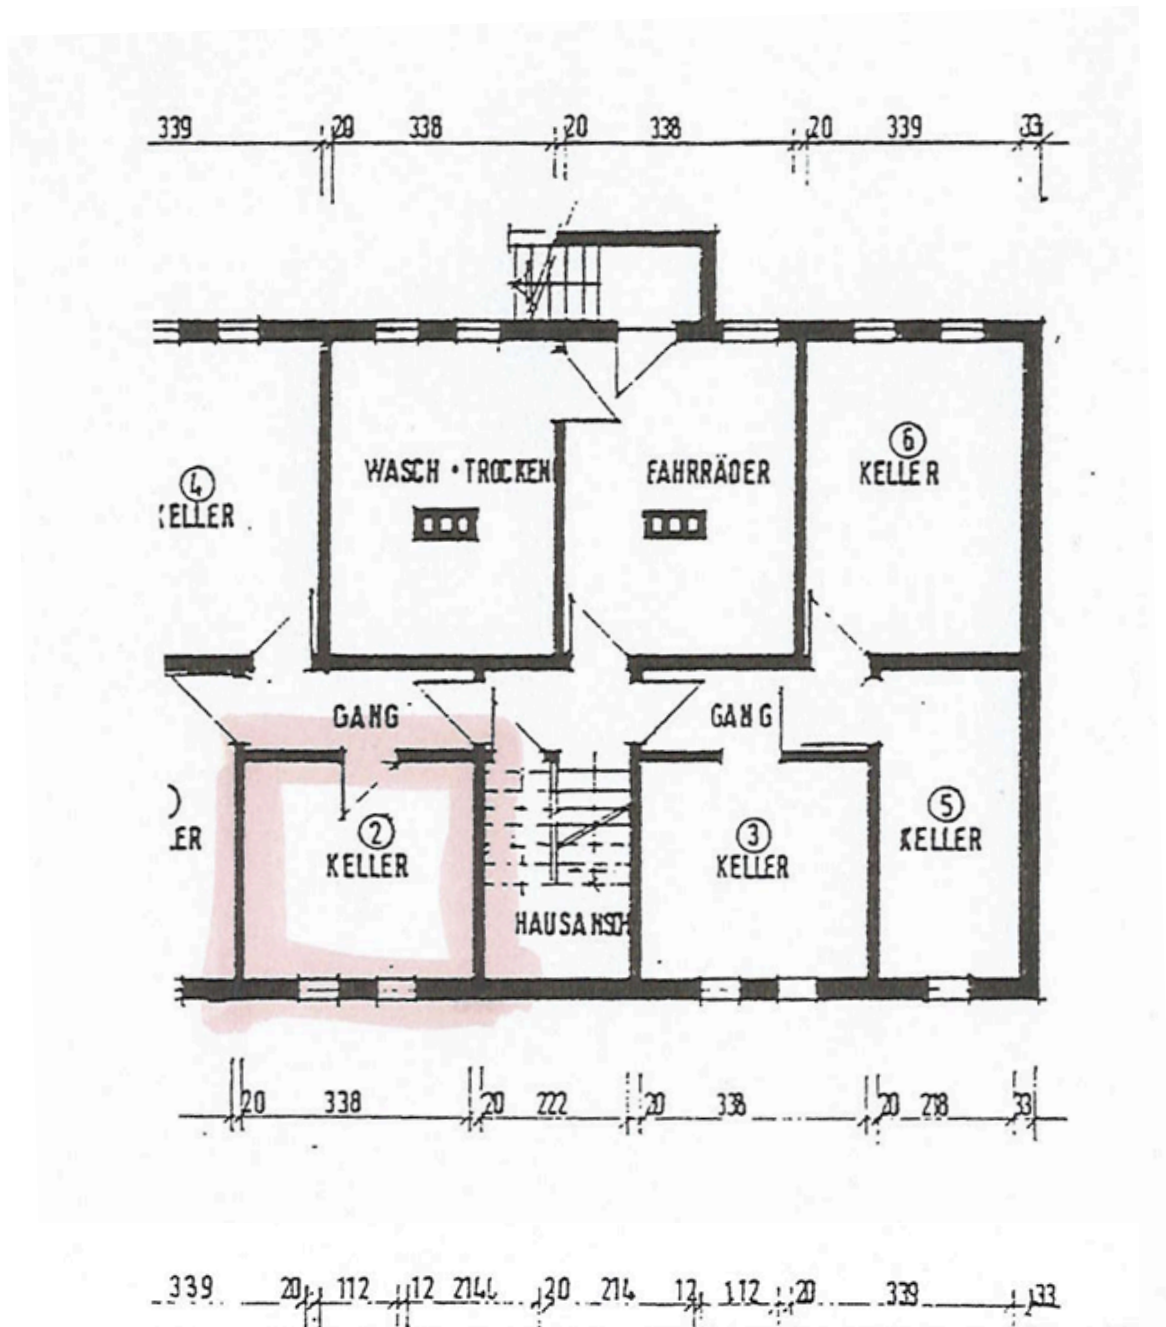 339 20 338 20 338 20 339 33
6
KELLER
WASCH • TROCKEN
FAHRRÄDER
4
KELLER
GANG
GANG
2
KELLER
3
KELLER
5
KELLER
LER
HAUSANSCH
20 338 20 222 20 338 20 298 33
339 20 112 12 214 20 214 12 112 20 339 33